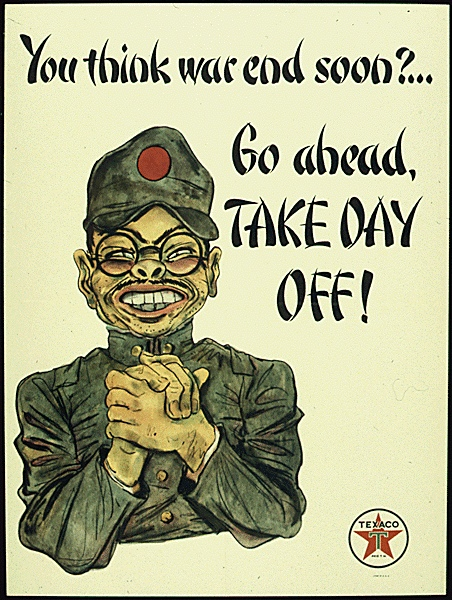 You think war end soon?...
Go ahead,
TAKE DAY
OFF!
TEXACO
T